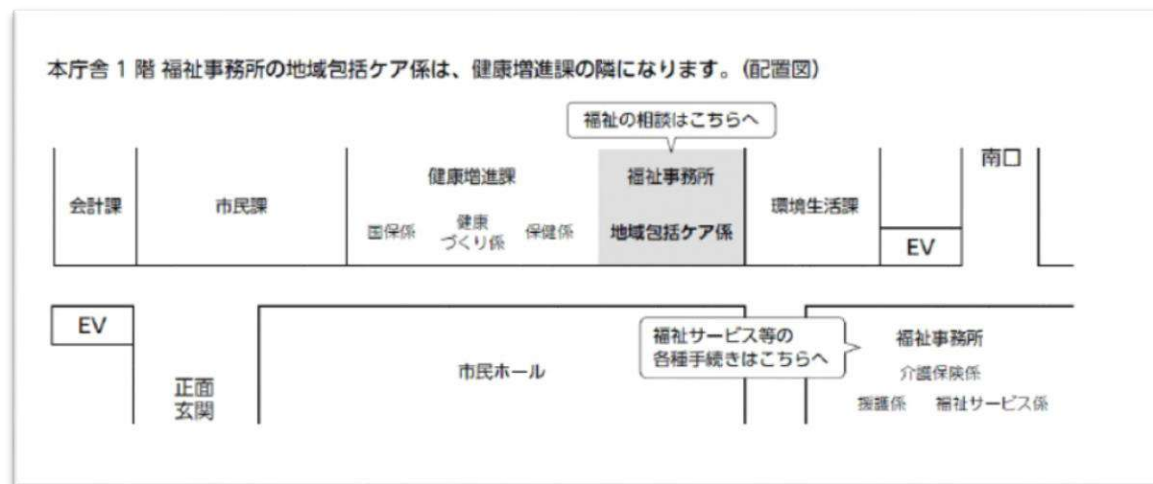 本庁舎 1 階 福祉事務所の地域包括ケア係は、健康増進課の隣になります。(配置図)
福祉の相談はこちらへ
会計課
市民課
健康増進課
国保係
健康
づくり係
保健係
福祉事務所
地域包括ケア係
環境生活課
EV
南口
EV
正面
玄関
市民ホール
福祉サービス等の
各種手続きはこちらへ
福祉事務所
介護保険係
援護係 福祉サービス係